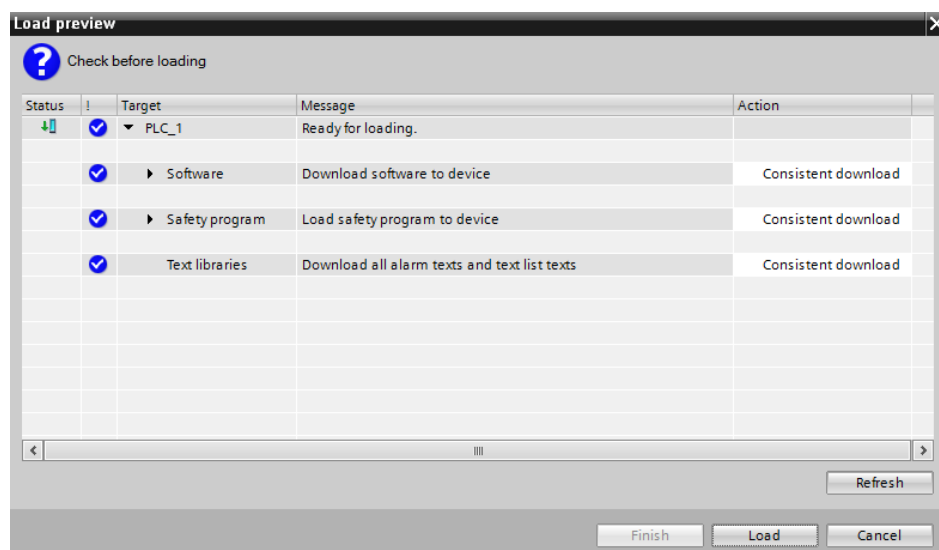 Load preview
Check before loading
Status ! Target Message Action
PLC_1 Ready for loading.
Software Download software to device Consistent download
Safety program Load safety program to device Consistent download
Text libraries Download all alarm texts and text list texts Consistent download
Refresh
Finish Load Cancel